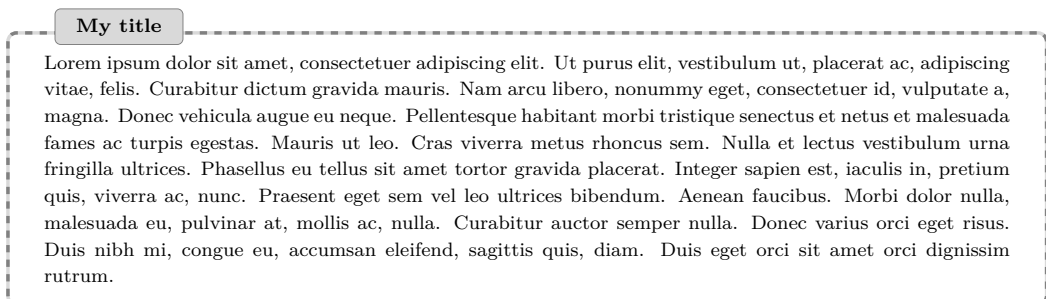 My title
Lorem ipsum dolor sit amet, consectetuer adipiscing elit. Ut purus elit, vestibulum ut, placerat ac, adipiscing
vitae, felis. Curabitur dictum gravida mauris. Nam arcu libero, nonummy eget, consectetuer id, vulputate a,
magna. Donec vehicula augue eu neque. Pellentesque habitant morbi tristique senectus et netus et malesuada
fames ac turpis egestas. Mauris ut leo. Cras viverra metus rhoncus sem. Nulla et lectus vestibulum urna
fringilla ultrices. Phasellus eu tellus sit amet tortor gravida placerat. Integer sapien est, iaculis in, pretium
quis, viverra ac, nunc. Praesent eget sem vel leo ultrices bibendum. Aenean faucibus. Morbi dolor nulla,
malesuada eu, pulvinar at, mollis ac, nulla. Curabitur auctor semper nulla. Donec varius orci eget risus.
Duis nibh mi, congue eu, accumsan eleifend, sagittis quis, diam. Duis eget orci sit amet orci dignissim
rutrum.